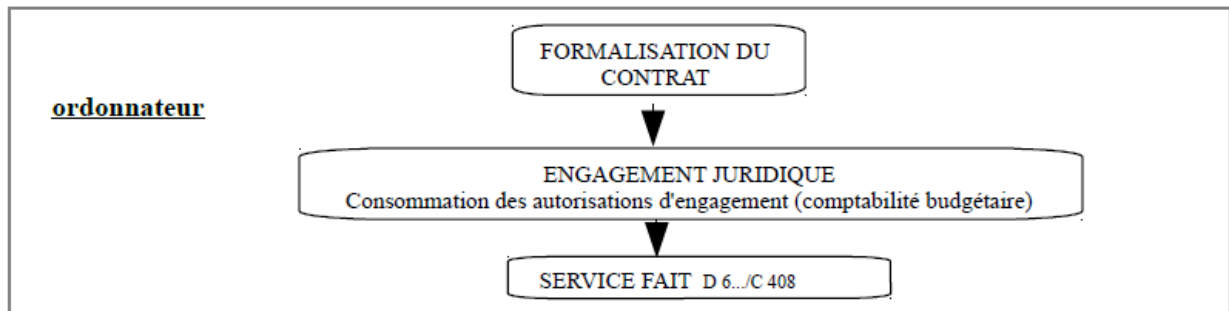 FORMALISATION DU
CONTRAT
ordonnateur
ENGAGEMENT JURIDIQUE
Consommation des autorisations d'engagement (comptabilité budgétaire)
SERVICE FAIT D 6.../C 408